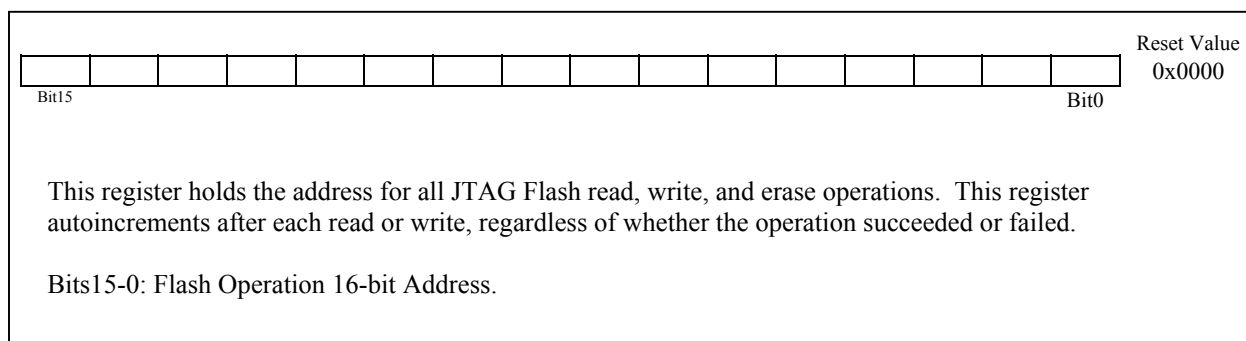 Reset Value
0x0000
Bit15
Bit0
This register holds the address for all JTAG Flash read, write, and erase operations.  This register
autoincrements after each read or write, regardless of whether the operation succeeded or failed.
Bits15-0: Flash Operation 16-bit Address.